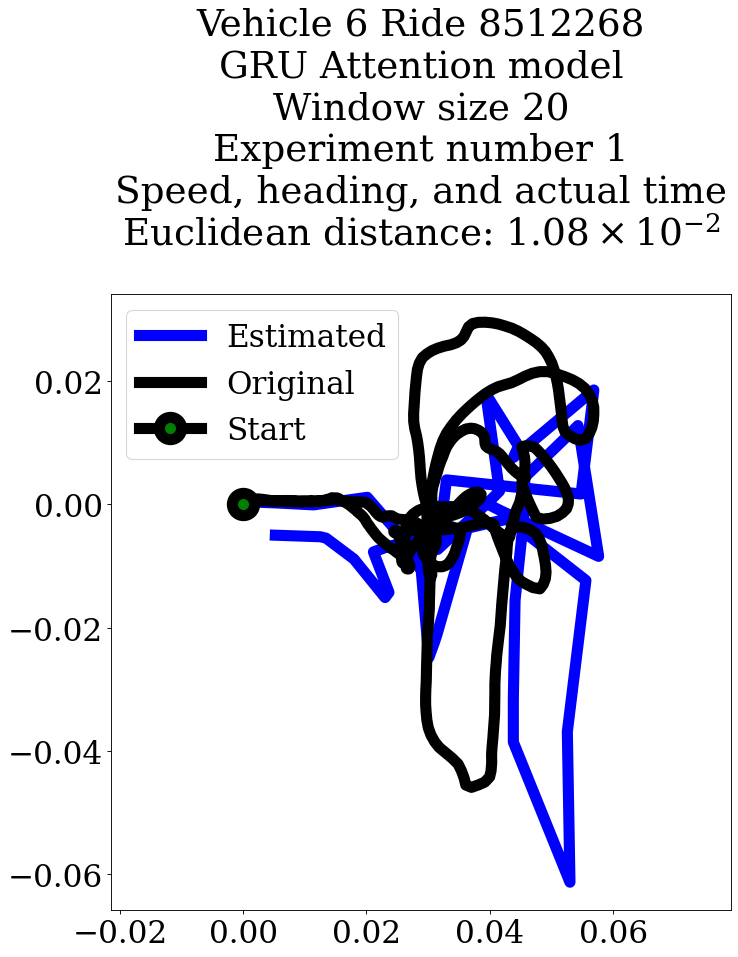 Vehicle 6 Ride 8512268
GRU Attention model
Window size 20
Experiment number 1
Speed, heading, and actual time
Euclidean distance: 1.08 × 10⁻²
Estimated
Original
Start
0.02
0.00
−0.02
−0.04
−0.06
−0.02 0.00 0.02 0.04 0.06